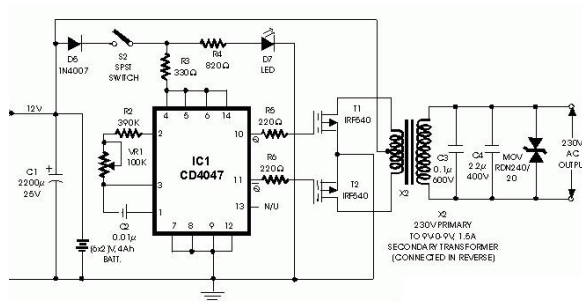 D6
1N4007
S2
SPST
SWITCH
R3
330Ω
R4
820Ω
D7
LED
12V
C1
2200µ
25V
R2
390K
VR1
100K
C2
0.01µ
(6x2)V, 4Ah
BATT.
4 5 6 14
2
3
1
IC1
CD4047
10
Q
11
Q
13
N/U
7 8 9 12
R5
220Ω
R6
220Ω
T1
IRF540
T2
IRF540
X2
C3
0.1µ
600V
C4
2.2µ
400V
MOV
RDN240/
20
230V
AC
OUTPUT
X2
230V PRIMARY
TO 9V-0-9V, 1.5A
SECONDARY TRANSFORMER
(CONNECTED IN REVERSE)